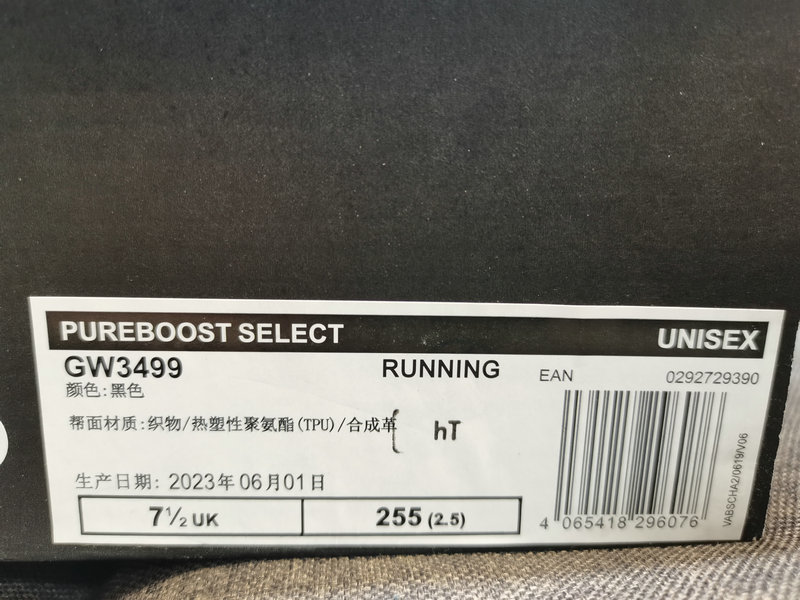 PUREBOOST SELECT UNISEX
GW3499 RUNNING EAN 0292729390
颜色:黑色
帮面材质:织物/热塑性聚氨酯(TPU)/合成革 hT
生产日期: 2023年06月01日
7½ UK 255 (2.5)
4 065418 296076
VABSCHA2/0619/V06